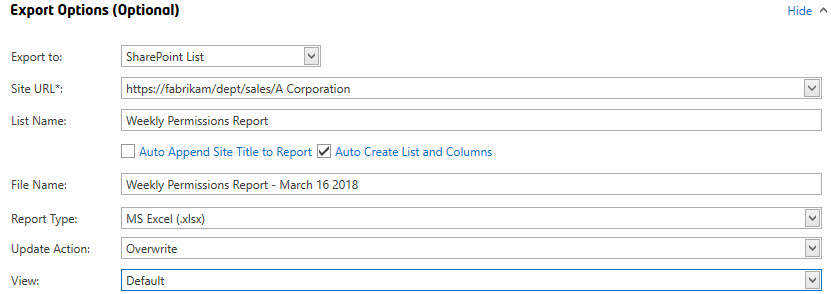 Export Options (Optional) Hide
Export to: SharePoint List
Site URL*: https://fabrikam/dept/sales/A Corporation
List Name: Weekly Permissions Report
Auto Append Site Title to Report Auto Create List and Columns
File Name: Weekly Permissions Report - March 16 2018
Report Type: MS Excel (.xlsx)
Update Action: Overwrite
View: Default